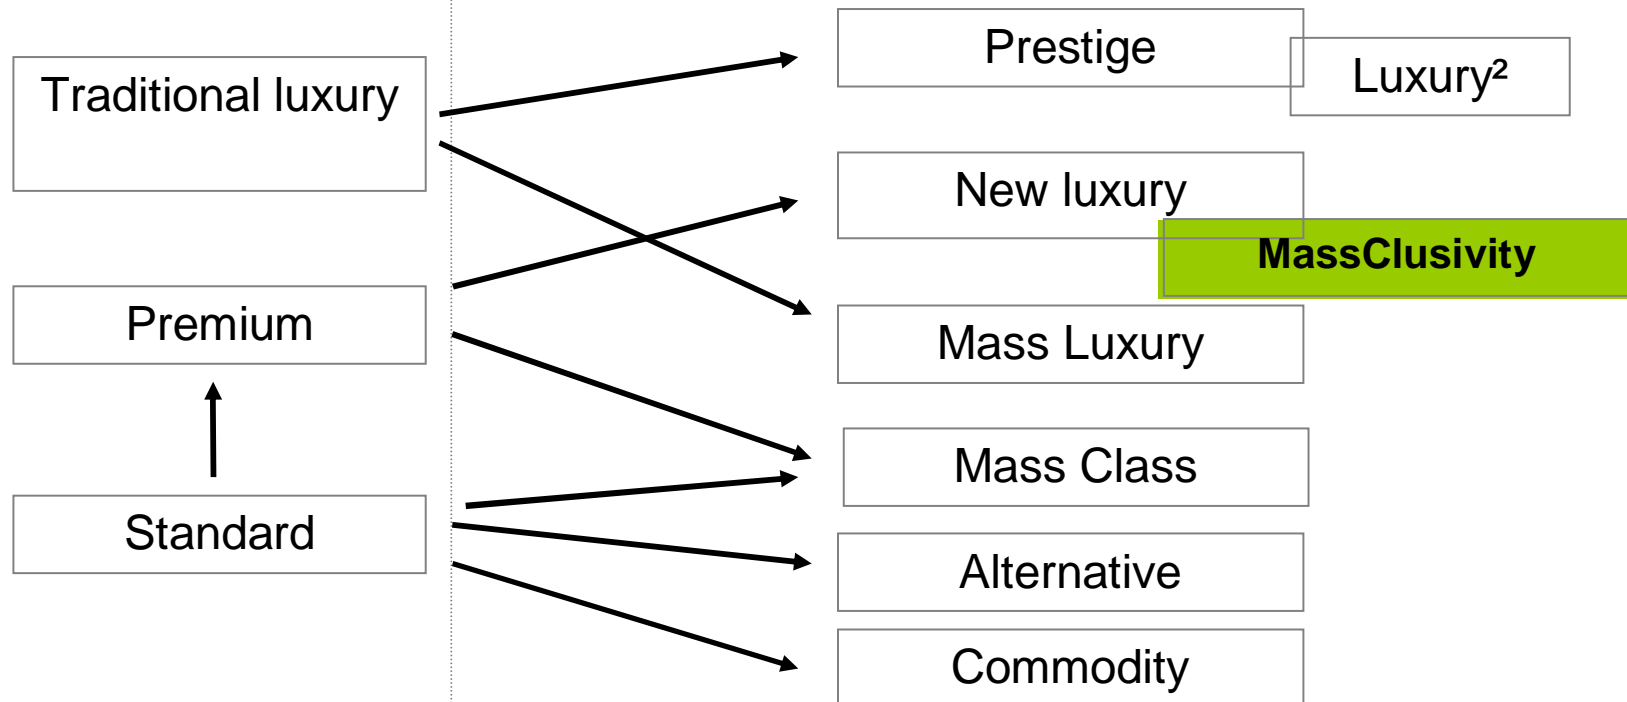 Traditional luxury
Premium
Standard
Prestige
Luxury²
New luxury
MassClusivity
Mass Luxury
Mass Class
Alternative
Commodity